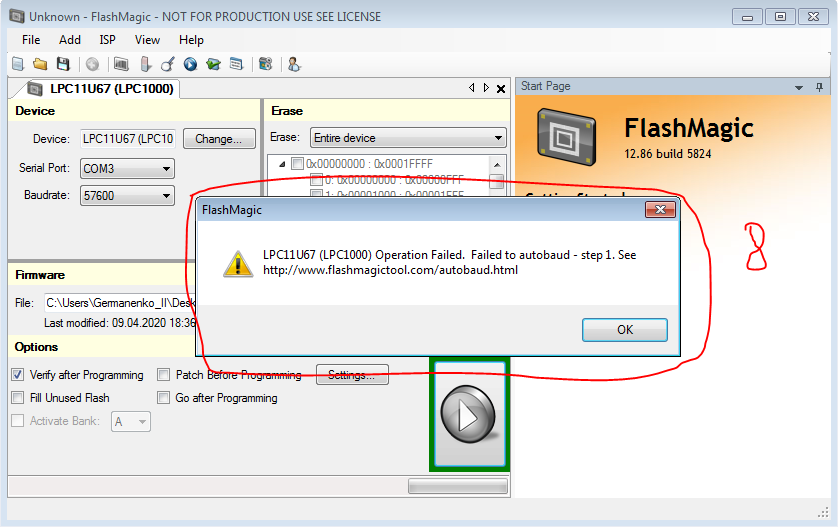 Unknown - FlashMagic - NOT FOR PRODUCTION USE SEE LICENSE
File Add ISP View Help
LPC11U67 (LPC1000)
Start Page
Device
Erase
Device: LPC11U67 (LPC10 Change...
Erase: Entire device
Serial Port: COM3
0x00000000 : 0x0001FFFF
0: 0x00000000 : 0x00000FFF
Baudrate: 57600
1: 0x00001000 : 0x00001FFF
FlashMagic
12.86 build 5824
FlashMagic
LPC11U67 (LPC1000) Operation Failed. Failed to autobaud - step 1. See
http://www.flashmagictool.com/autobaud.html
OK
8
Firmware
File: C:\Users\Germanenko_II\Desk
Last modified: 09.04.2020 18:36
Options
Verify after Programming Patch Before Programming Settings...
Fill Unused Flash Go after Programming
Activate Bank: A